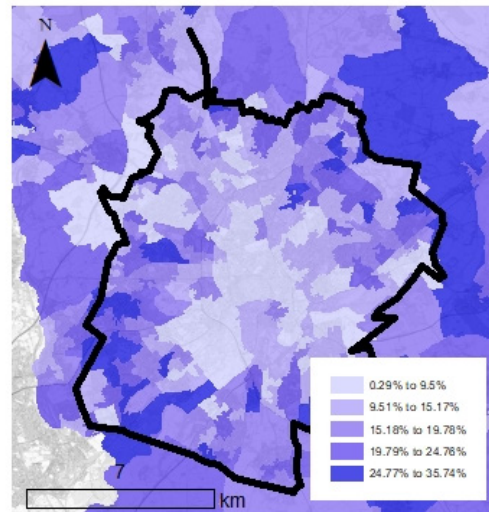 N
0.29% to 9.5%
9.51% to 15.17%
15.18% to 19.78%
19.79% to 24.76%
24.77% to 35.74%
7
km